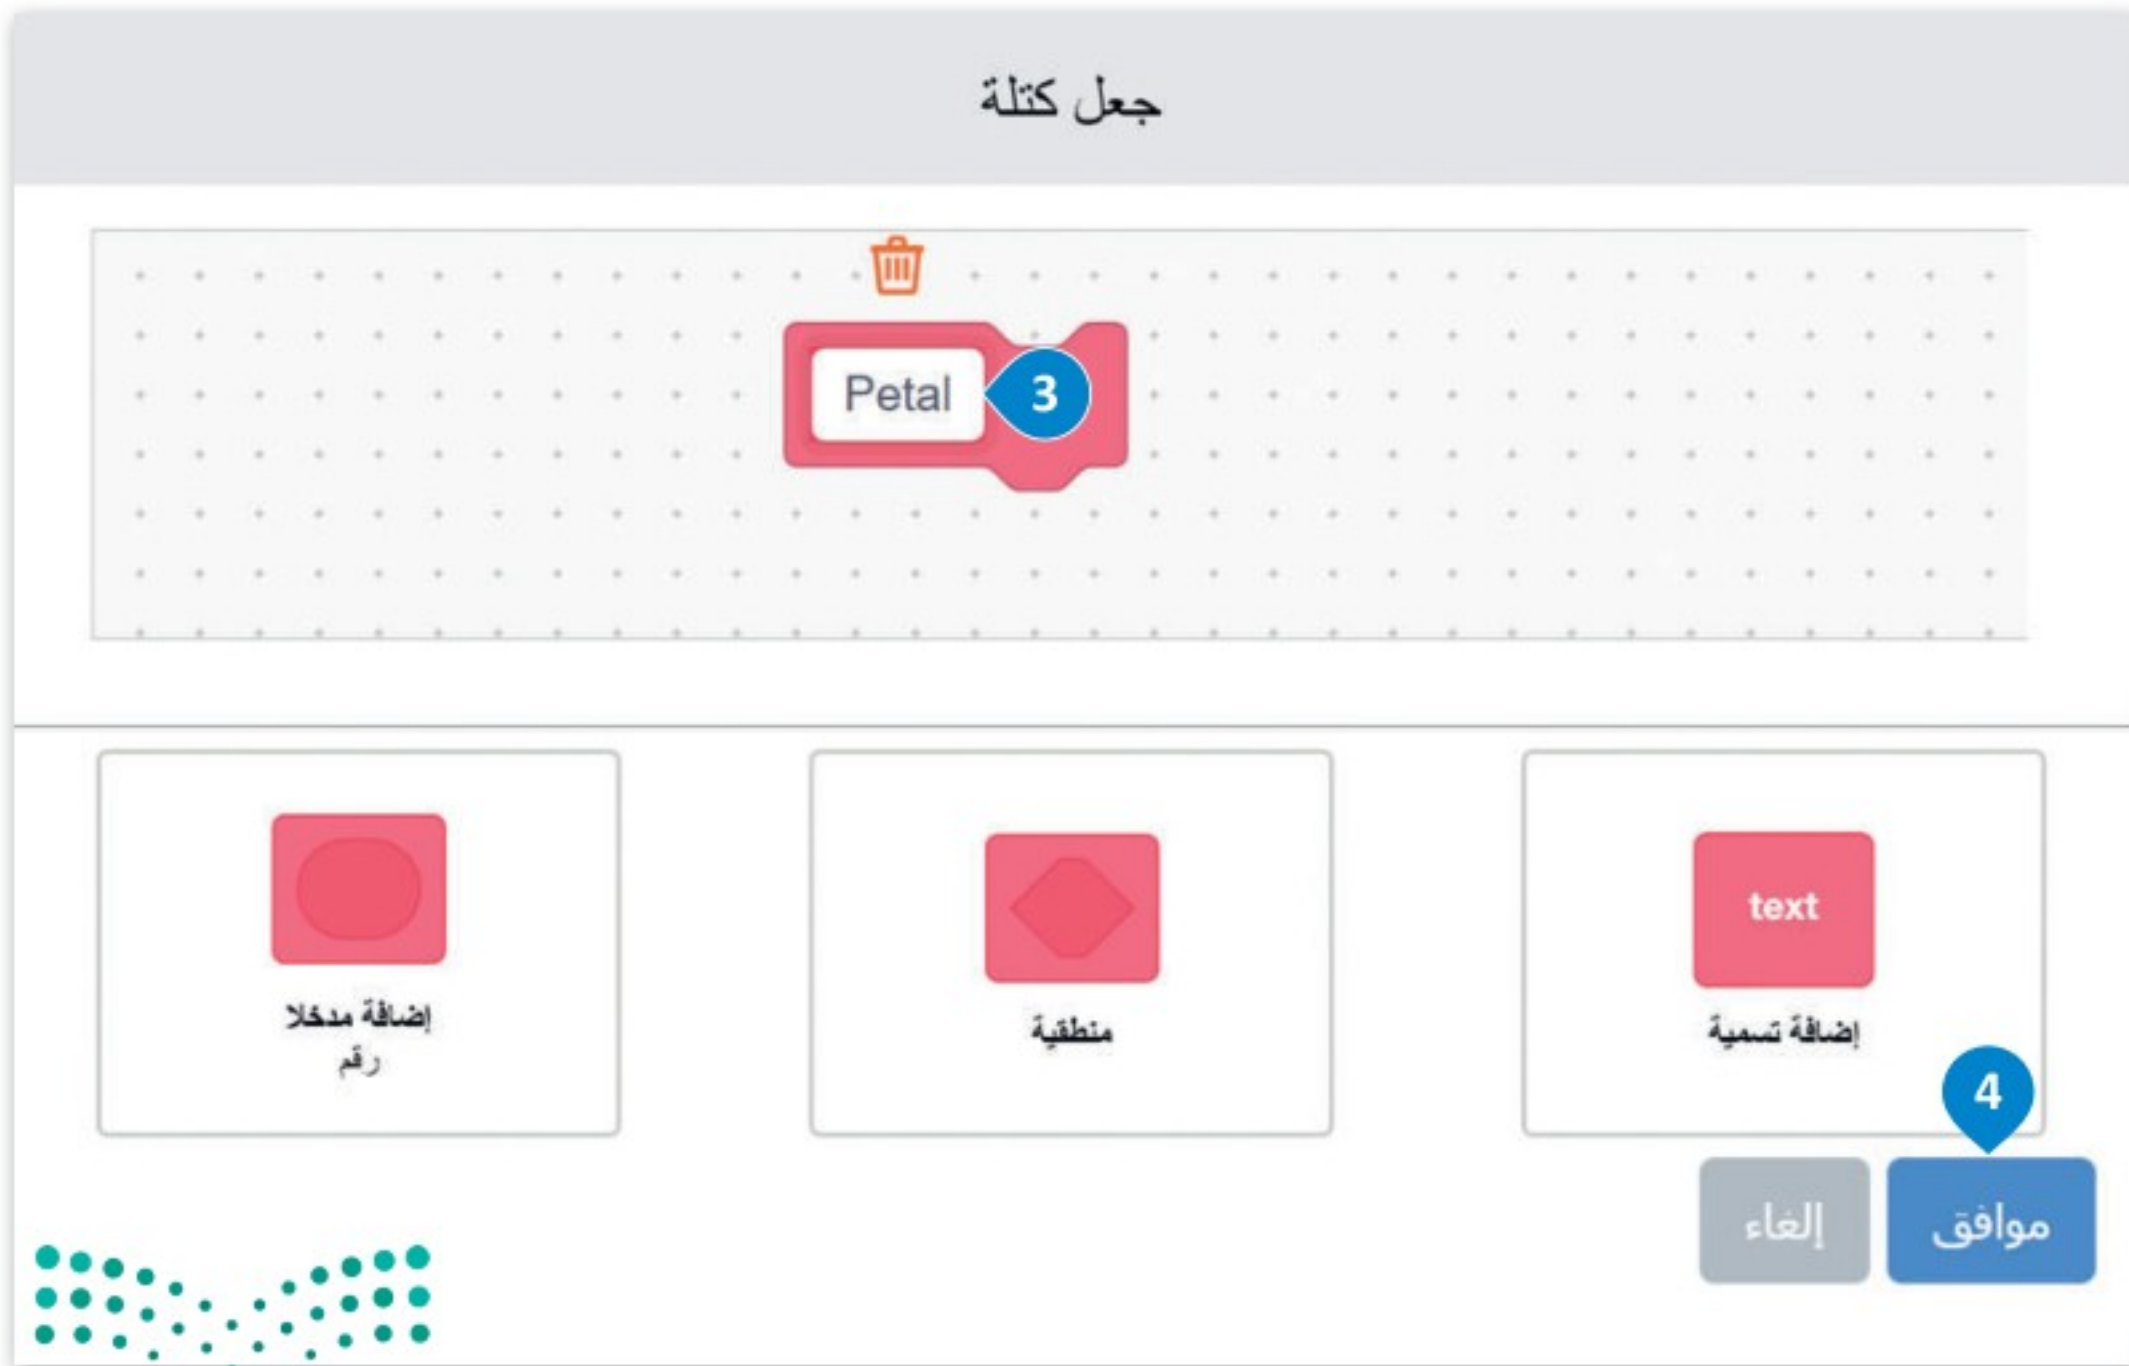 جعل كتلة
Petal
3
text
إضافة تسمية
منطقية
إضافة مدخلا
رقم
4
موافق
إلغاء